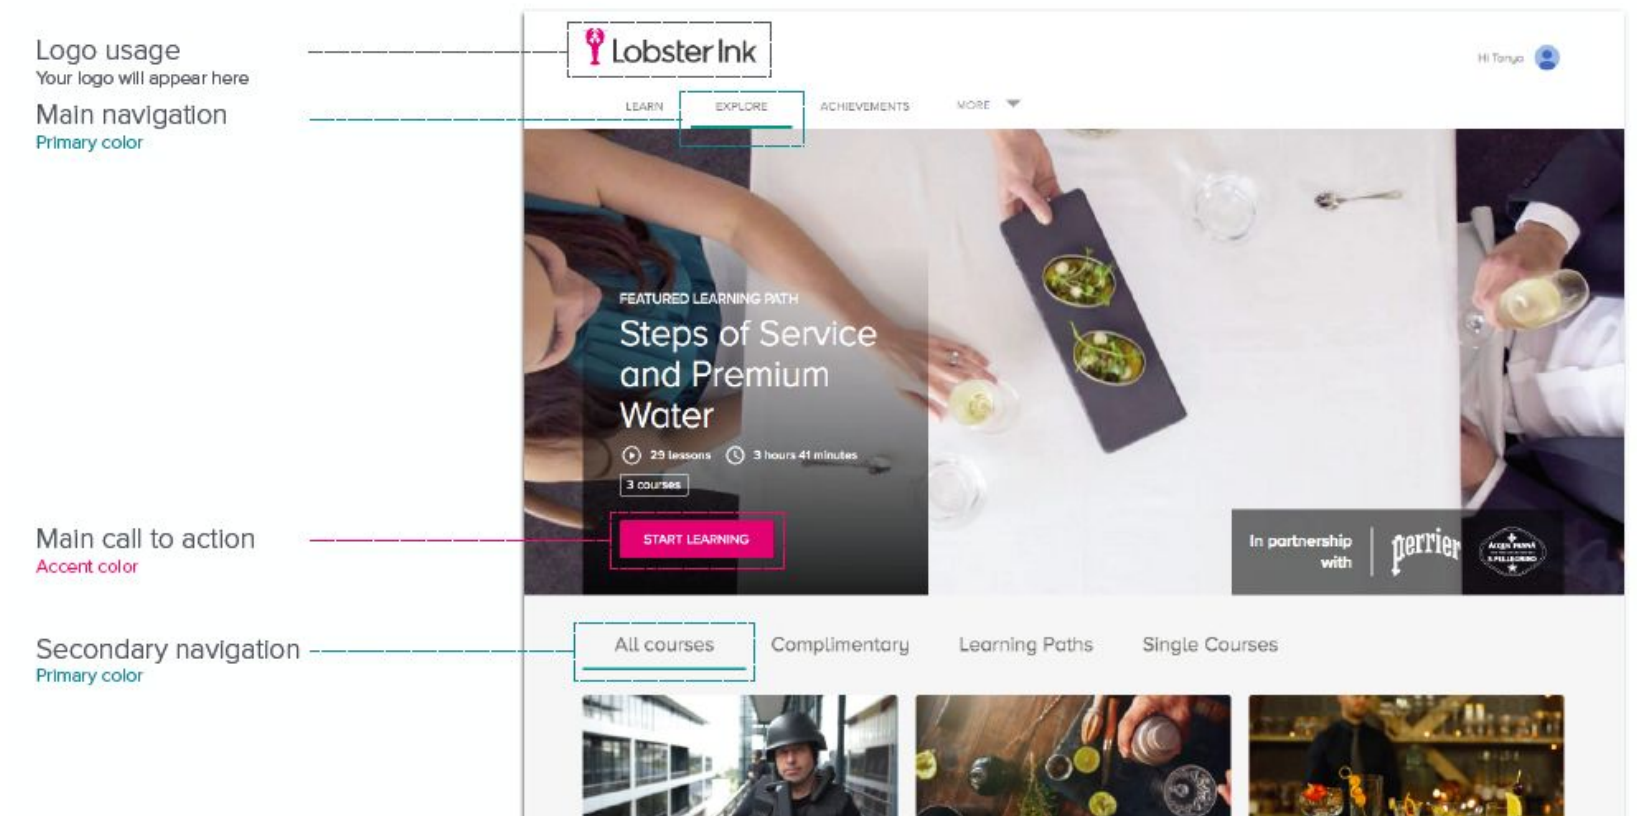 Logo usage
Your logo will appear here
Main navigation
Primary color
Main call to action
Accent color
Secondary navigation
Primary color
Lobster Ink
Hi Tanya
LEARN
EXPLORE
ACHIEVEMENTS
MORE
FEATURED LEARNING PATH
Steps of Service
and Premium
Water
29 lessons
3 hours 41 minutes
3 courses
START LEARNING
In partnership
with
perrier
ACQUA PANNA
S.PELLEGRINO
All courses
Complimentary
Learning Paths
Single Courses